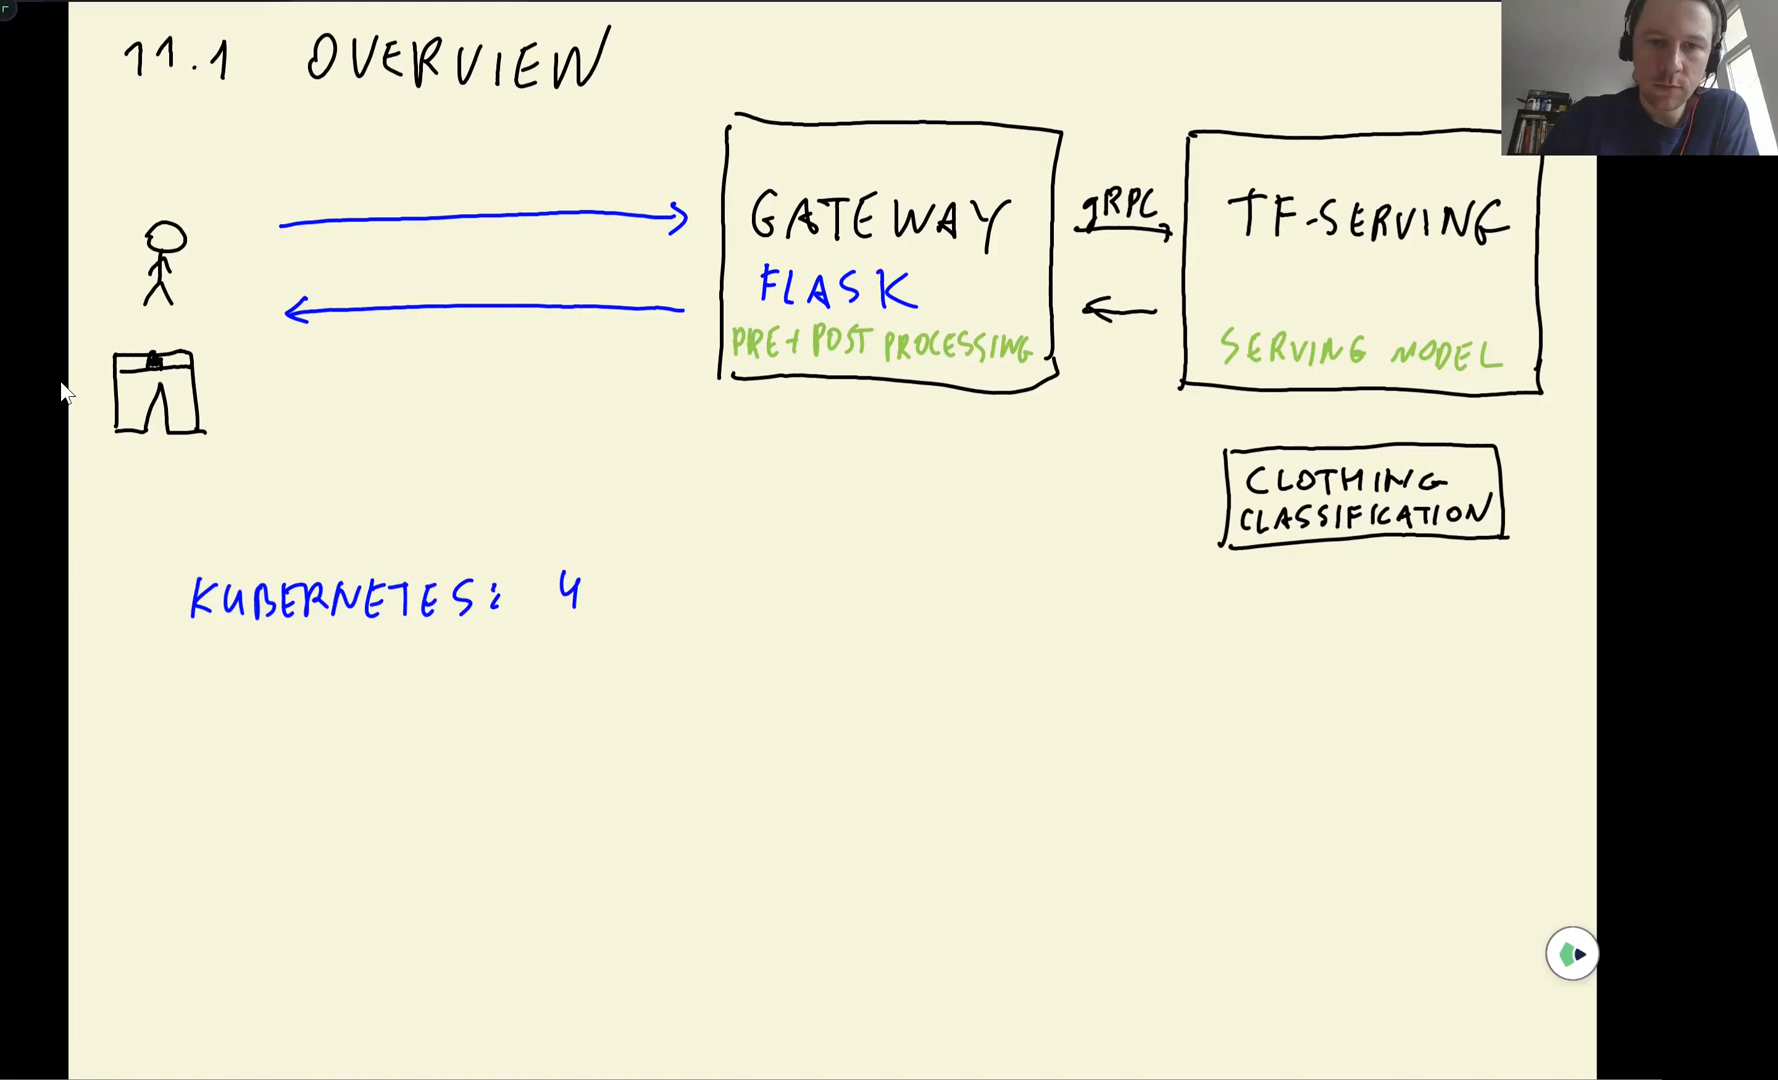 11.1 OVERVIEW
GATEWAY
FLASK
PRE+ POST PROCESSING
gRPC
TF-SERVING
SERVING MODEL
CLOTHING
CLASSIFICATION
KUBERNETES: 4